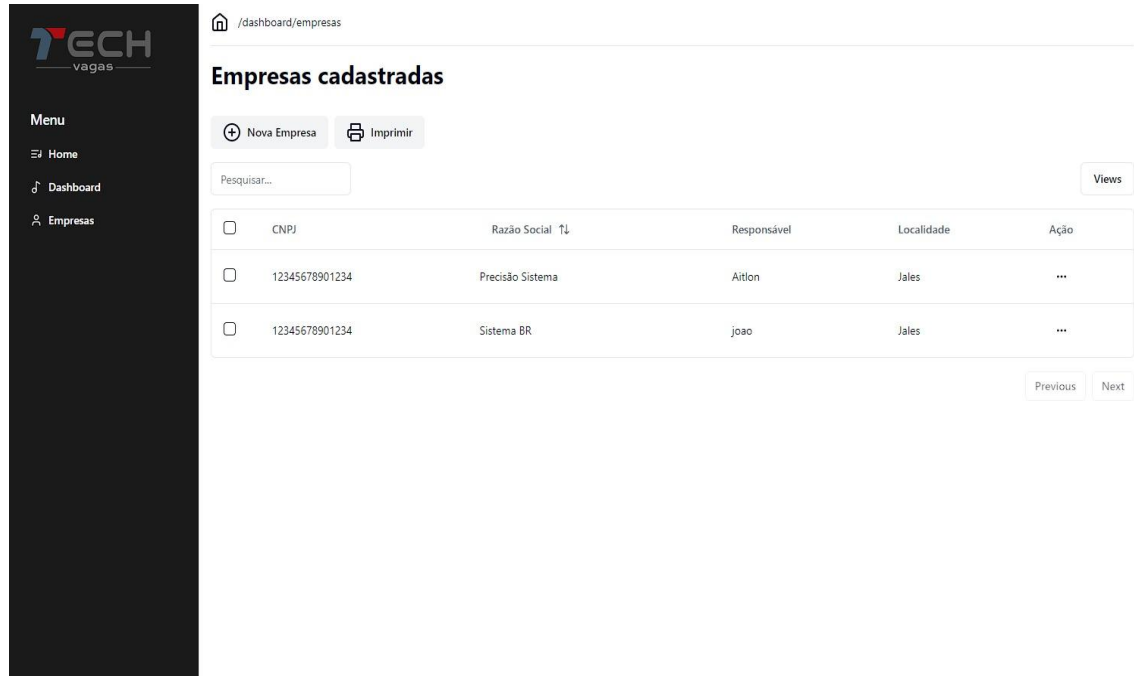 TECH
vagas
Menu
Home
Dashboard
Empresas
/dashboard/empresas
Empresas cadastradas
Nova Empresa Imprimir
Pesquisar... Views
CNPJ Razão Social Responsável Localidade Ação
12345678901234 Precisão Sistema Aitlon Jales ...
12345678901234 Sistema BR joao Jales ...
Previous Next